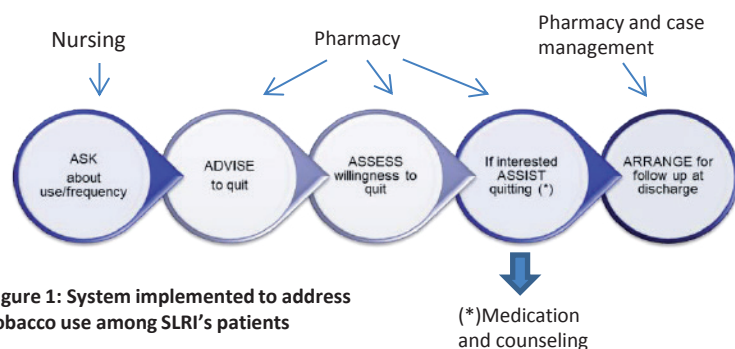 Nursing
Pharmacy
Pharmacy and case
management
ASK
about
use/frequency
ADVISE
to quit
ASSESS
willingness to
quit
If interested
ASSIST
quitting (*)
ARRANGE for
follow up at
discharge
igure 1: System implemented to address
obacco use among SLRI's patients
(*)Medication
and counseling